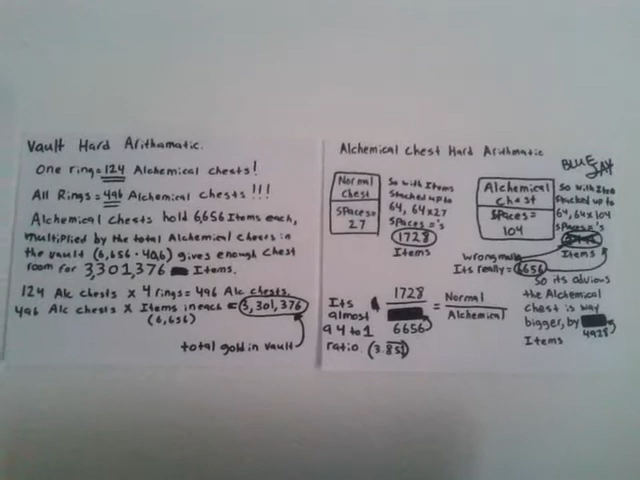 Vault Hard Arithamatic.
One ring= 124 Alchemical chests!
All Rings= 496 Alchemical chests !!!
Alchemical Chests hold 6,656 Items each,
multiplied by the total Alchemical Chests in
the vault (6,656 · 496) gives enough chest
room for 3,301,376 Items.
124 Alc chests x 4 rings= 496 Alc chests.
496 Alc chests x Items in each = 3,301,376
(6,656)
total gold in vault
Alchemical chest Hard Arithmatic
BLUE JAY
Normal
chest
Spaces=
27
So with Items
Stacked up to
64, 64x27
Spaces='s
1728
Items
Alchemical
chest
Spaces=
104
So with Items
Stacked up to
64, 64x104
Spaces='s
Items
wrong math
Its really= 6656
Its
almost
a 4 to 1
ratio (3.851)
1728
6656
= Normal
Alchemical
So its obvious
the Alchemical
Chest is way
bigger, by
4928
Items